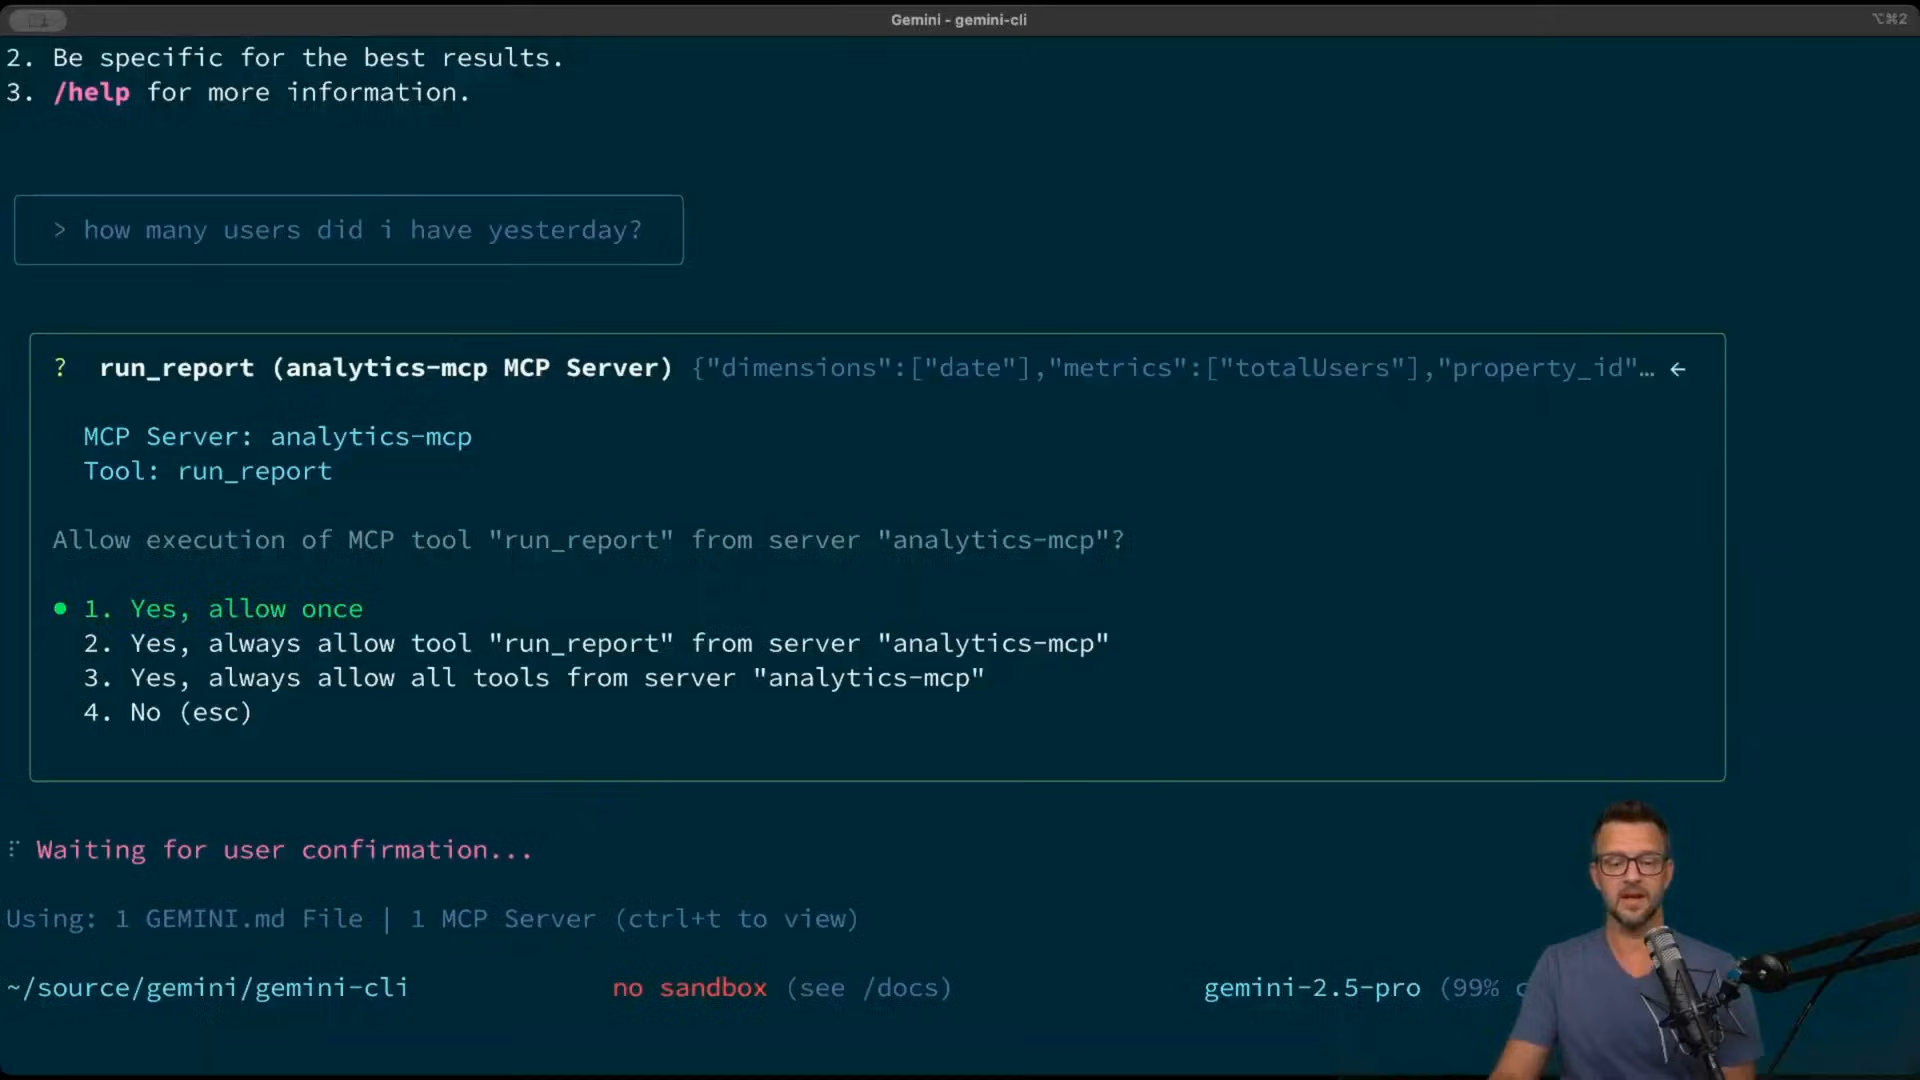 Gemini - gemini-cli
⌥⌘2
2. Be specific for the best results.
3. /help for more information.
> how many users did i have yesterday?
? run_report (analytics-mcp MCP Server) {"dimensions":["date"],"metrics":["totalUsers"],"property_id"… ←
MCP Server: analytics-mcp
Tool: run_report
Allow execution of MCP tool "run_report" from server "analytics-mcp"?
● 1. Yes, allow once
2. Yes, always allow tool "run_report" from server "analytics-mcp"
3. Yes, always allow all tools from server "analytics-mcp"
4. No (esc)
Waiting for user confirmation...
Using: 1 GEMINI.md File | 1 MCP Server (ctrl+t to view)
~/source/gemini/gemini-cli no sandbox (see /docs) gemini-2.5-pro (99%